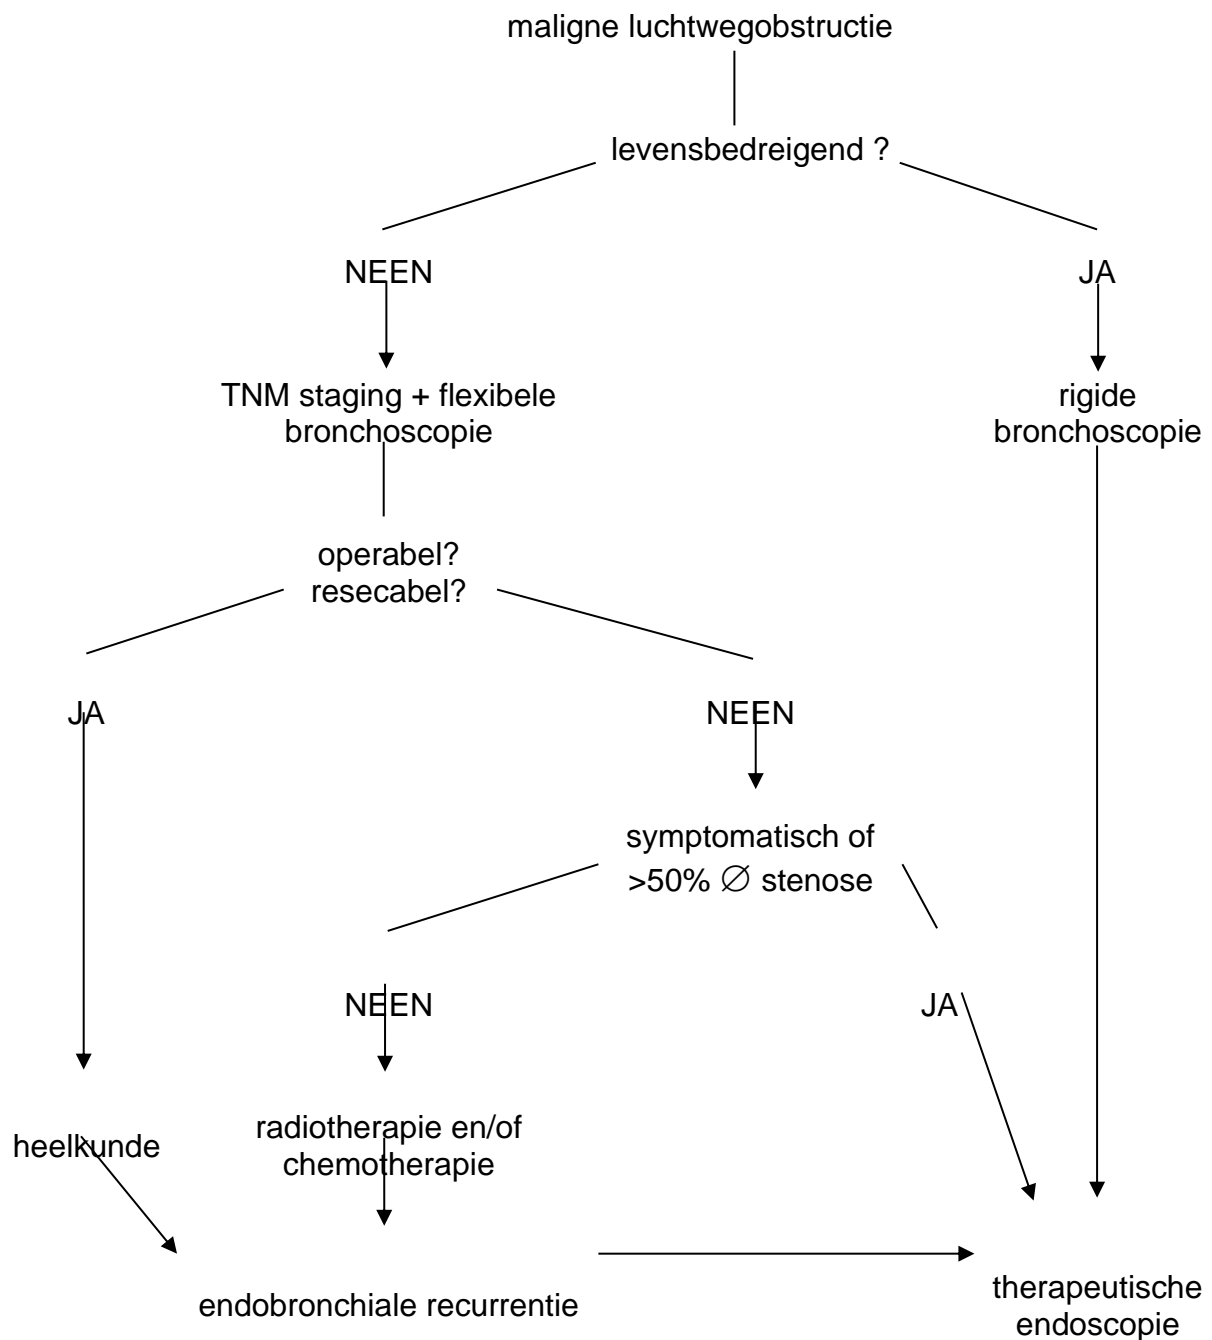 maligne luchtwegobstructie
levensbedreigend ?
NEEN
JA
TNM staging + flexibele
bronchoscopie
rigide
bronchoscopie
operabel?
resecabel?
JA
NEEN
symptomatisch of
>50% ∅ stenose
NEEN
JA
heelkunde
radiotherapie en/of
chemotherapie
endobronchiale recurrentie
therapeutische
endoscopie